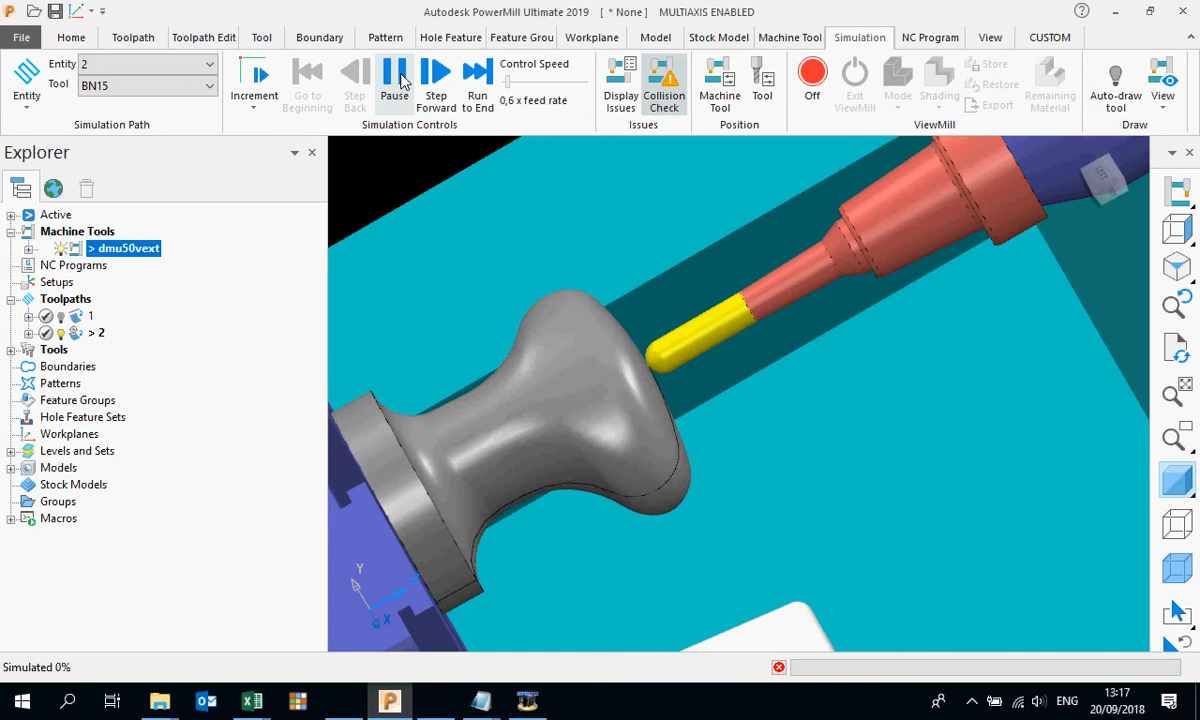 Autodesk PowerMill Ultimate 2019 [ * None ] MULTIAXIS ENABLED
File Home Toolpath Toolpath Edit Tool Boundary Pattern Hole Feature Feature Grou Workplane Model Stock Model Machine Tool Simulation NC Program View CUSTOM
Entity 2
Tool BN15
Entity
Simulation Path
Increment
Go to Beginning
Step Back
Pause
Step Forward
Run to End
Control Speed
0,6 x feed rate
Simulation Controls
Display Issues
Collision Check
Issues
Machine Tool
Tool
Position
Off
Exit ViewMill
Mode
Shading
Store
Restore
Export
Remaining Material
ViewMill
Auto-draw tool
View
Draw
Explorer
Active
Machine Tools
> dmu50vext
NC Programs
Setups
Toolpaths
1
> 2
Tools
Boundaries
Patterns
Feature Groups
Hole Feature Sets
Workplanes
Levels and Sets
Models
Stock Models
Groups
Macros
Y
X
Simulated 0%
ENG
13:17
20/09/2018